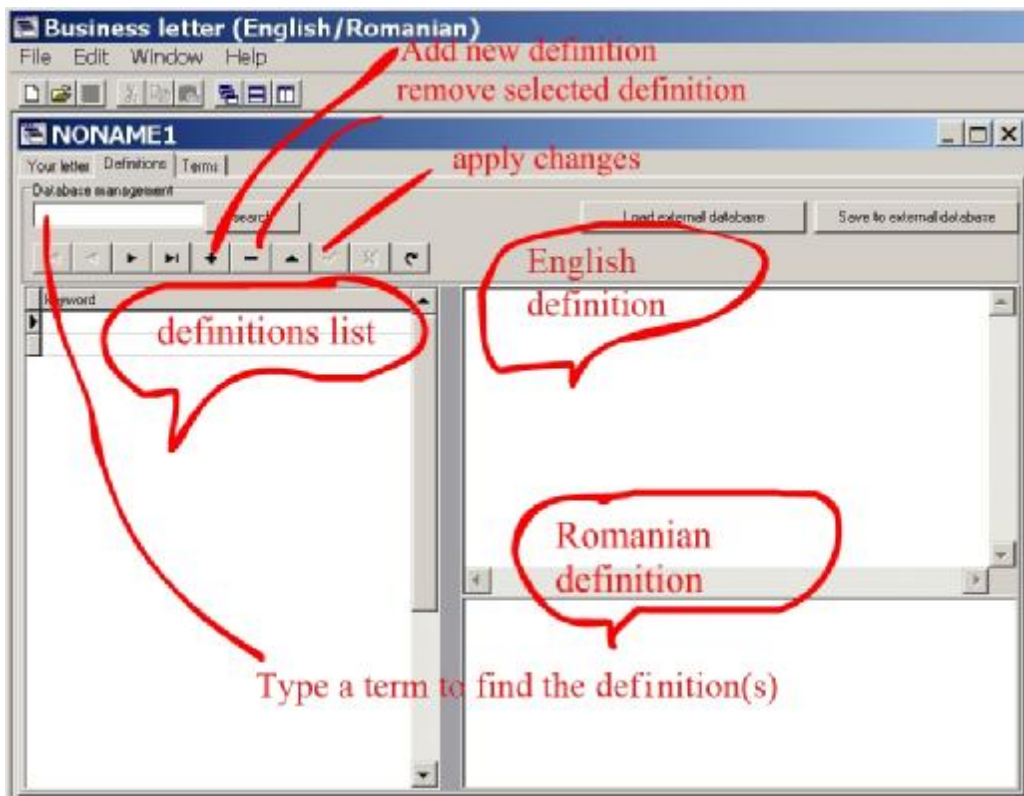 Business letter (English/Romanian)
File Edit Window Help
Add new definition
remove selected definition
NONAME1
apply changes
Your letter Definitions Terms
Database management
Search
Load external database
Save to external database
English
definition
Keyword
definitions list
Romanian
definition
Type a term to find the definition(s)